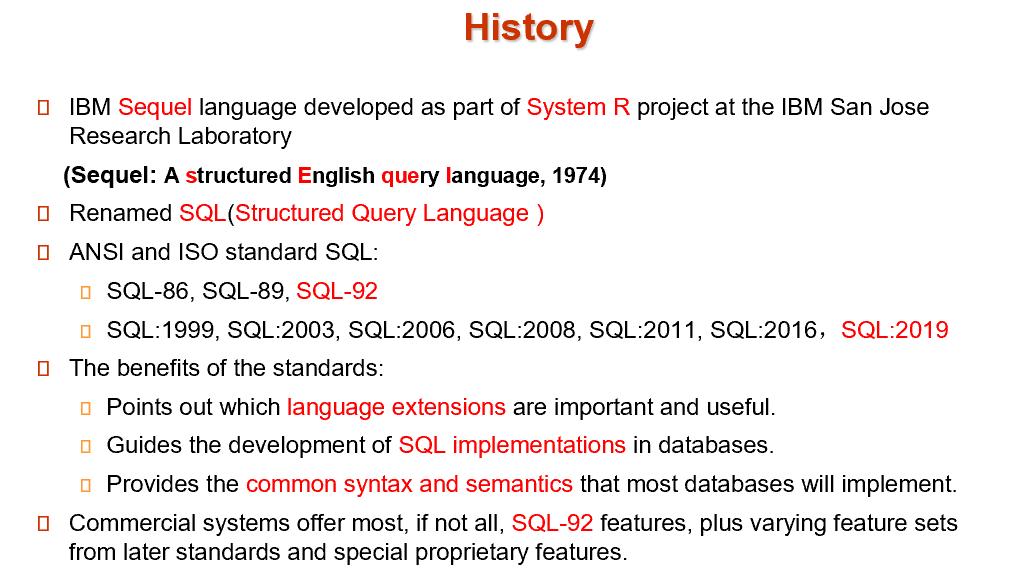 History
IBM Sequel language developed as part of System R project at the IBM San Jose
Research Laboratory
(Sequel: A structured English query language, 1974)
Renamed SQL(Structured Query Language )
ANSI and ISO standard SQL:
SQL-86, SQL-89, SQL-92
SQL:1999, SQL:2003, SQL:2006, SQL:2008, SQL:2011, SQL:2016，SQL:2019
The benefits of the standards:
Points out which language extensions are important and useful.
Guides the development of SQL implementations in databases.
Provides the common syntax and semantics that most databases will implement.
Commercial systems offer most, if not all, SQL-92 features, plus varying feature sets
from later standards and special proprietary features.